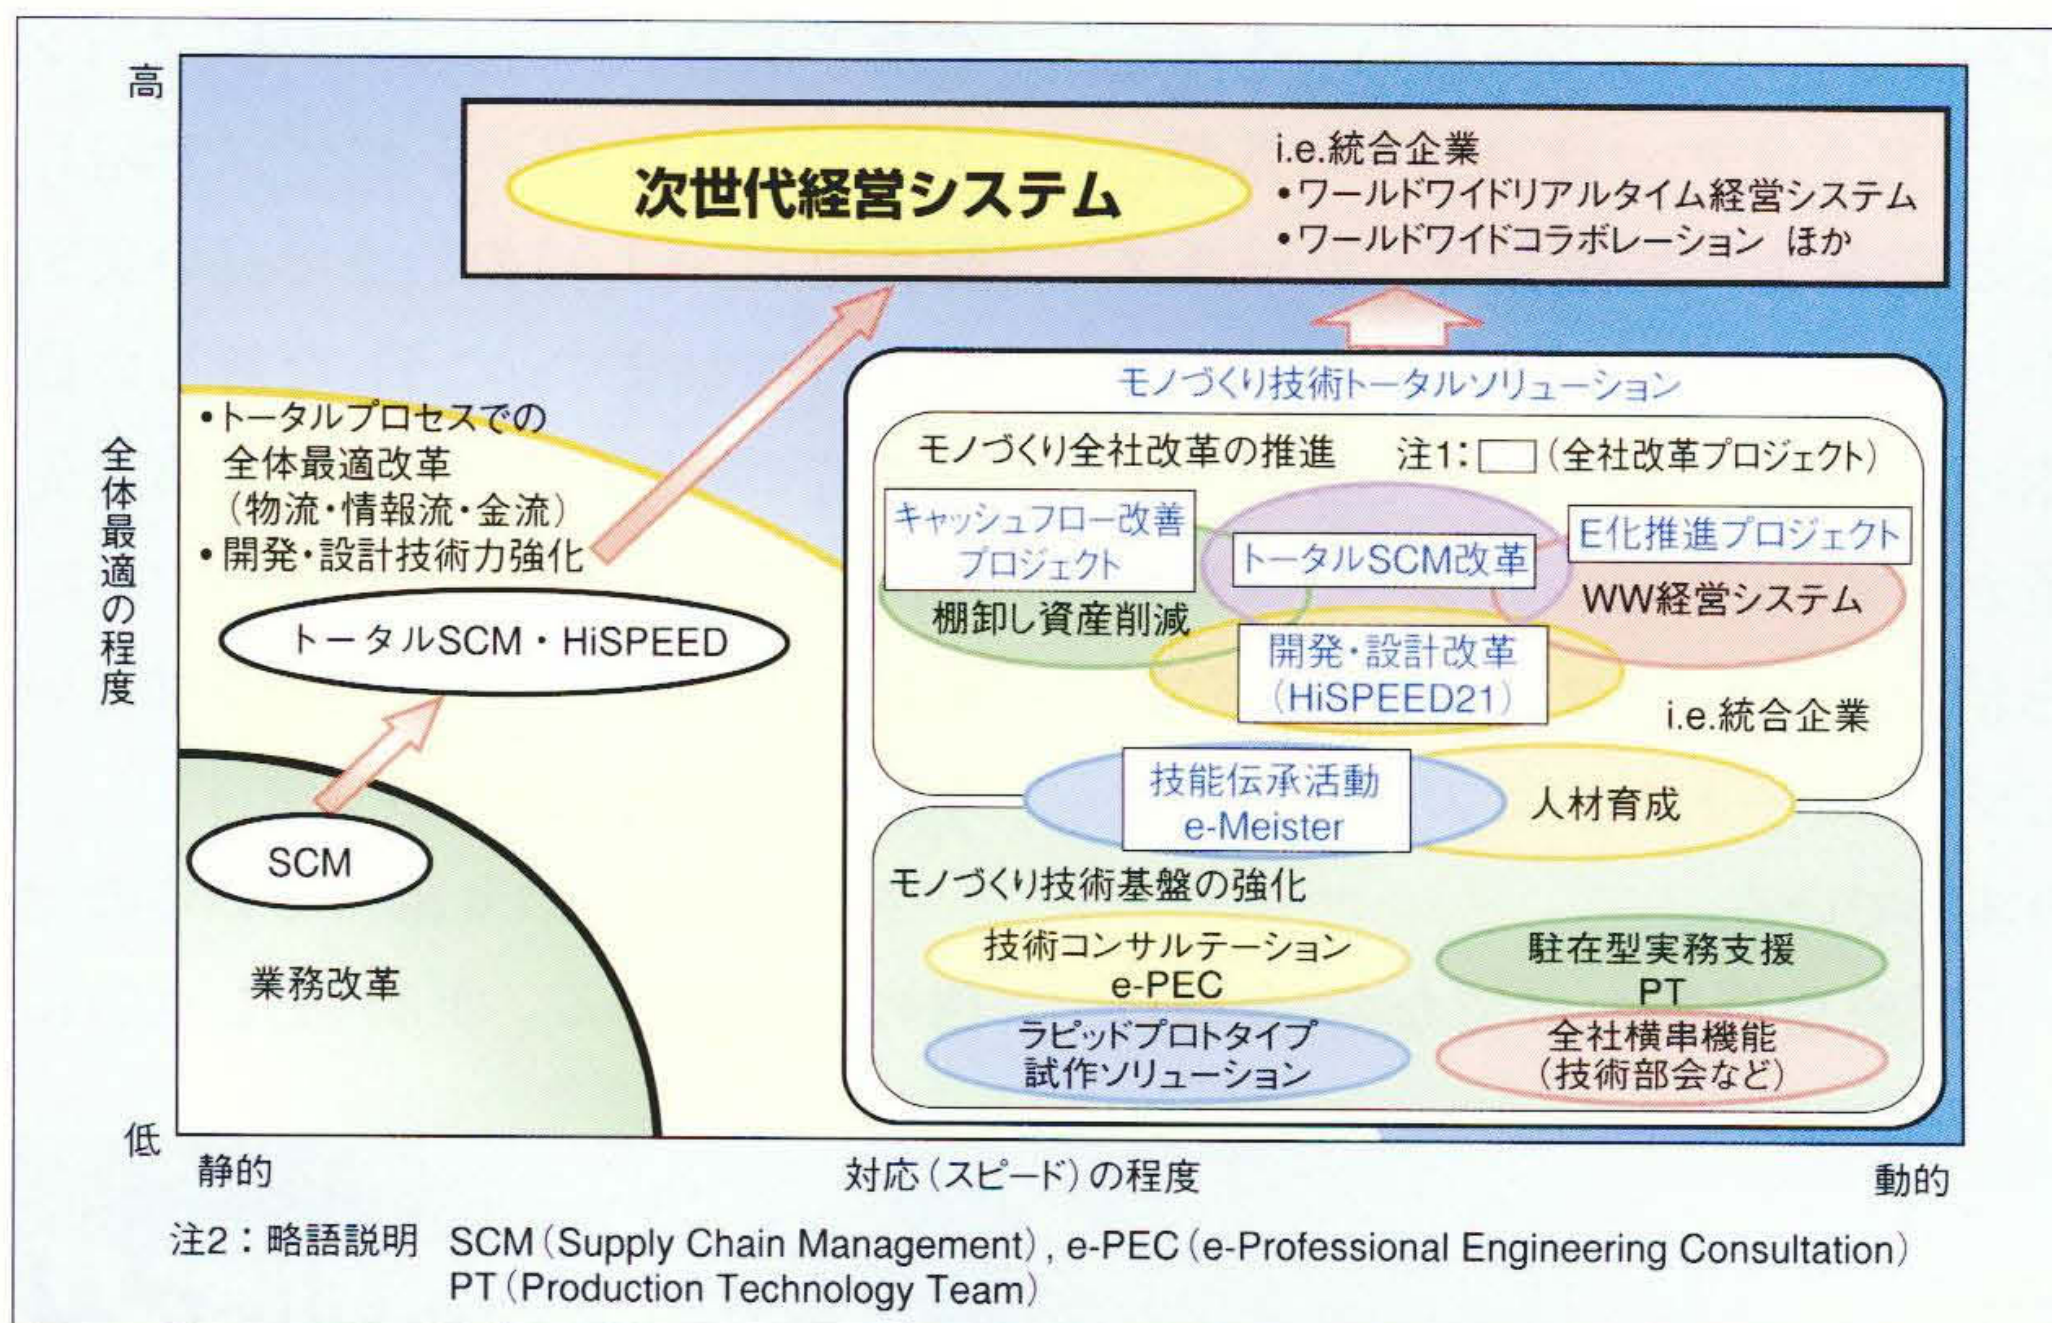 高
次世代経営システム
i.e.統合企業
•ワールドワイドリアルタイム経営システム
•ワールドワイドコラボレーション ほか
全体最適の程度
•トータルプロセスでの
全体最適改革
（物流・情報流・金流）
•開発・設計技術力強化
トータルSCM・HiSPEED
SCM
業務改革
モノづくり技術トータルソリューション
モノづくり全社改革の推進 注1：□（全社改革プロジェクト）
キャッシュフロー改善
プロジェクト
棚卸し資産削減
トータルSCM改革
E化推進プロジェクト
WW経営システム
開発・設計改革
（HiSPEED21）
i.e.統合企業
技能伝承活動
e-Meister
人材育成
モノづくり技術基盤の強化
技術コンサルテーション
e-PEC
駐在型実務支援
PT
ラピッドプロトタイプ
試作ソリューション
全社横串機能
（技術部会など）
低
静的
対応（スピード）の程度
動的
注2：略語説明 SCM（Supply Chain Management）, e-PEC（e-Professional Engineering Consultation）
PT（Production Technology Team）